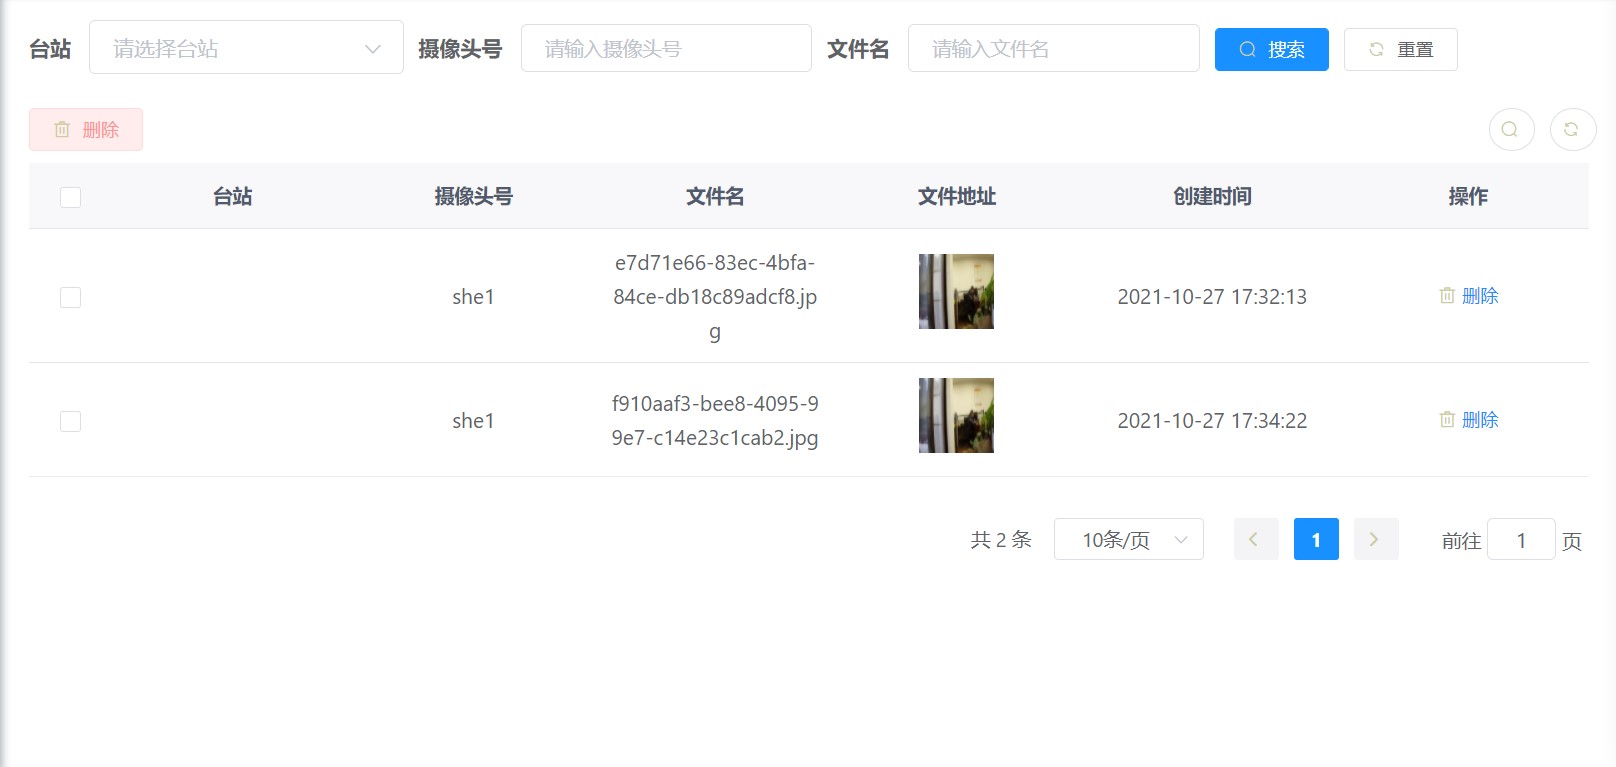 台站 请选择台站 摄像头号 请输入摄像头号 文件名 请输入文件名 搜索 重置
删除
台站 摄像头号 文件名 文件地址 创建时间 操作
e7d71e66-83ec-4bfa-
she1 84ce-db18c89adcf8.jp 2021-10-27 17:32:13 删除
g
f910aaf3-bee8-4095-9
she1 2021-10-27 17:34:22 删除
9e7-c14e23c1cab2.jpg
共 2 条 10条/页 1 前往 1 页